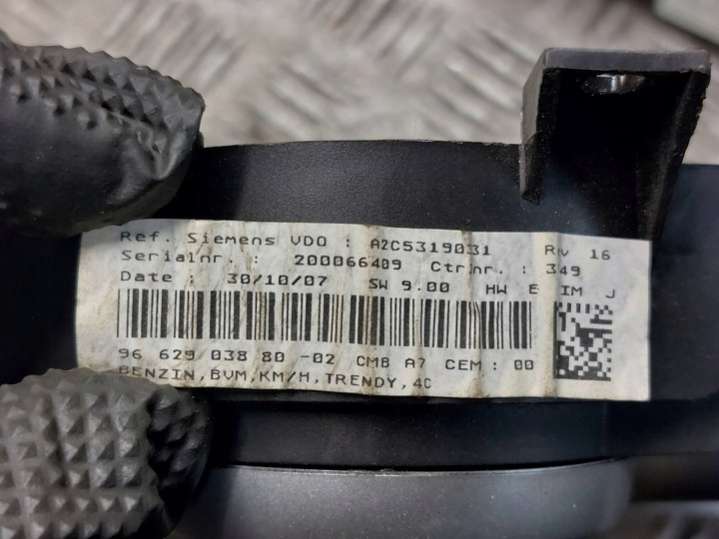 Ref. Siemens VDO : A2C5319031 Rv 16
Serialnr. : 200066409 Ctrlnr. : 349
Date : 30/10/07 SW 9.00 HW E IM J
96 629 038 80 -02 CMB A7 CEM : 00
BENZIN,BVM,KM/H,TRENDY,4C